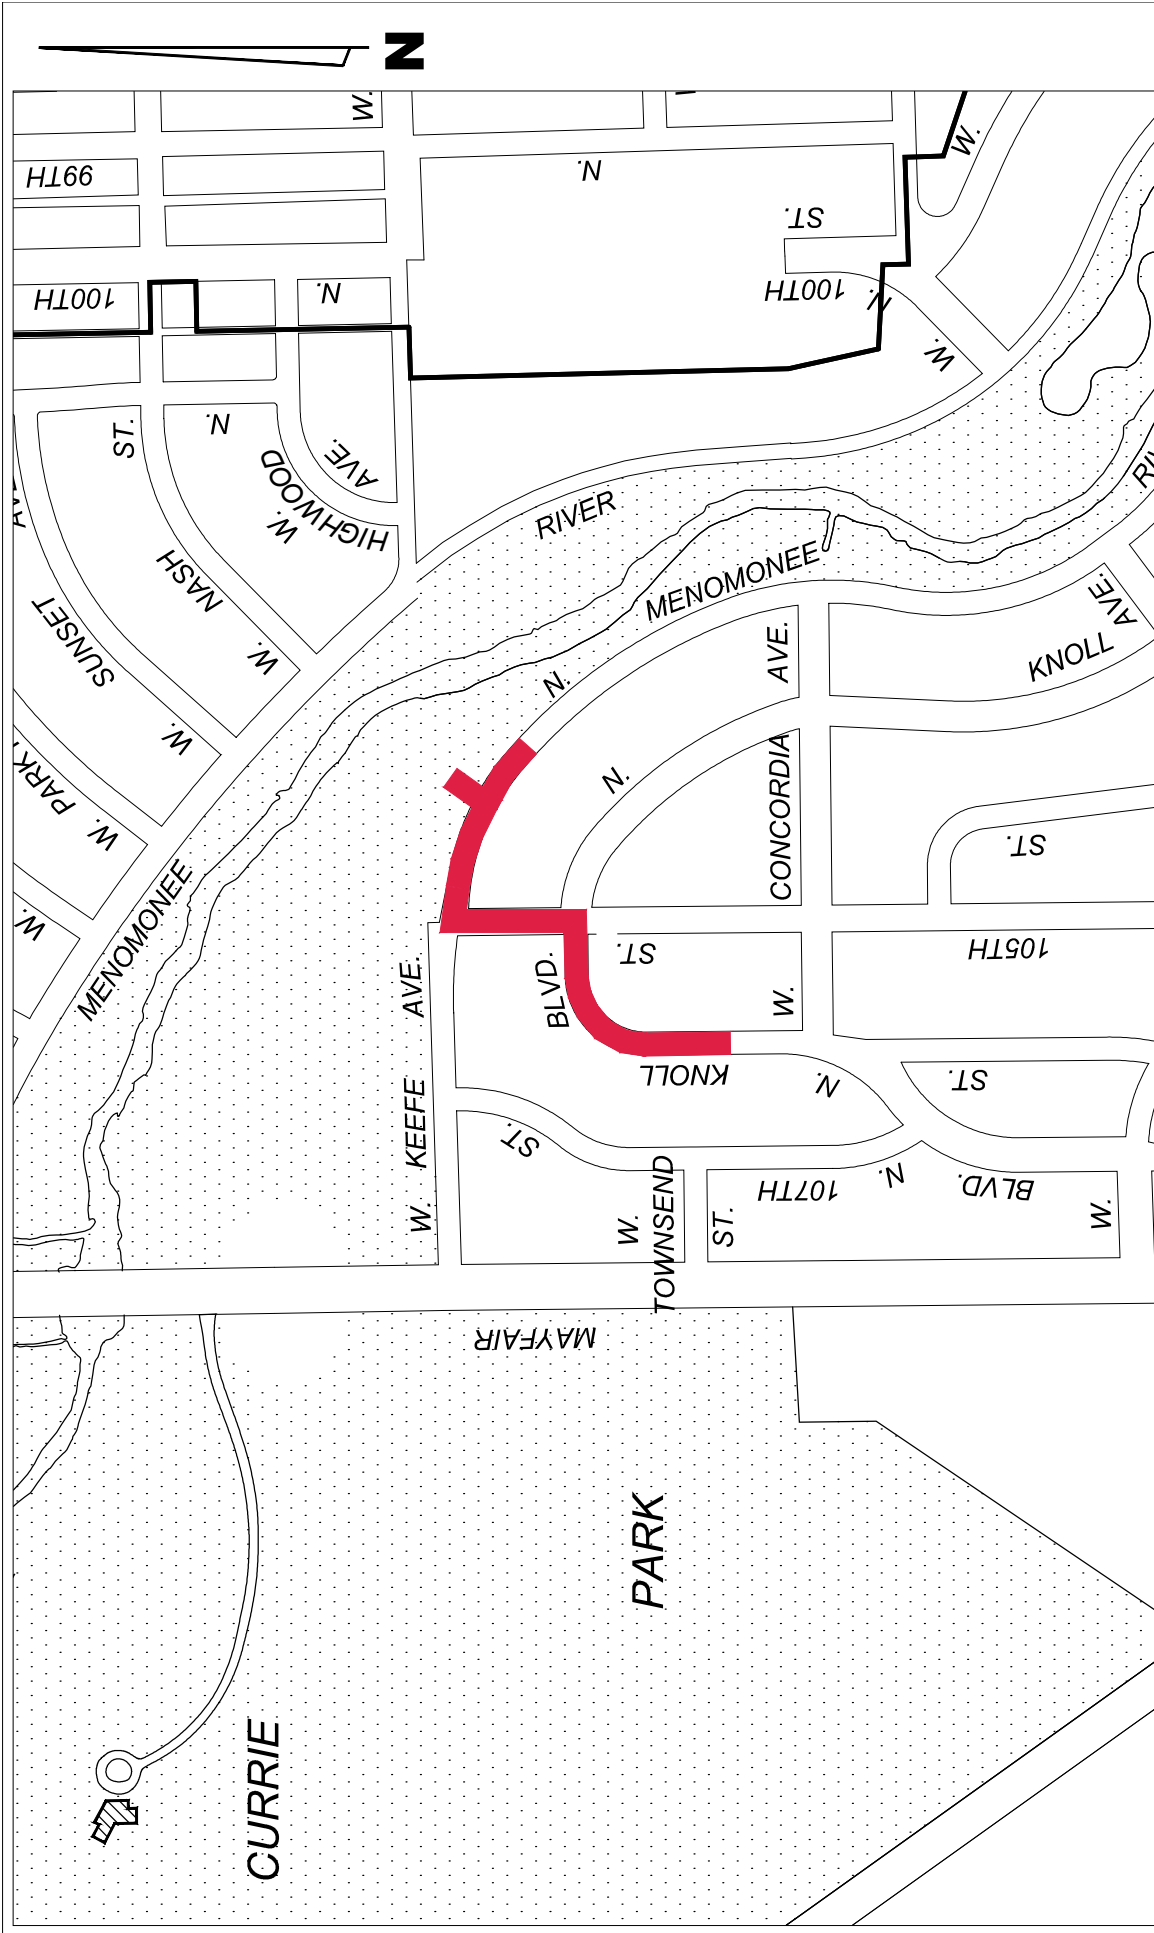 N
W.
99TH
N.
W.
ST.
100TH
N.
100TH
N.
W.
ST.
N.
HIGHWOOD
AVE.
W.
NASH
W.
SUNSET
W.
PARK
W.
W.
RIVER
MENOMONEE
N.
MENOMONEE
AVE.
KNOLL
AVE.
CONCORDIA
W.
N.
ST.
105TH
ST.
BLVD.
KNOLL
N.
ST.
AVE.
KEEFE
W.
ST.
107TH
N.
BLVD.
W.
TOWNSEND
ST.
W.
MAYFAIR
CURRIE
PARK